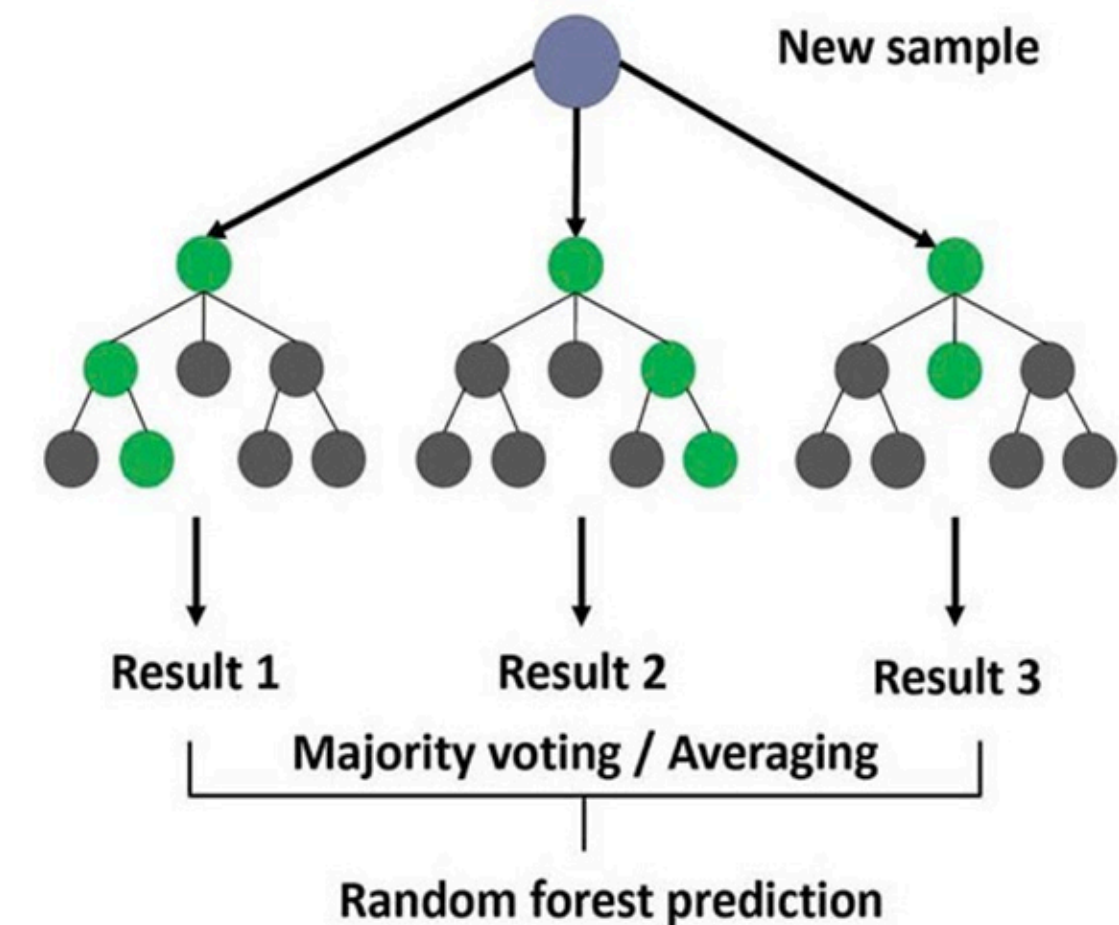 New sample
Result 1
Result 2
Result 3
Majority voting / Averaging
Random forest prediction